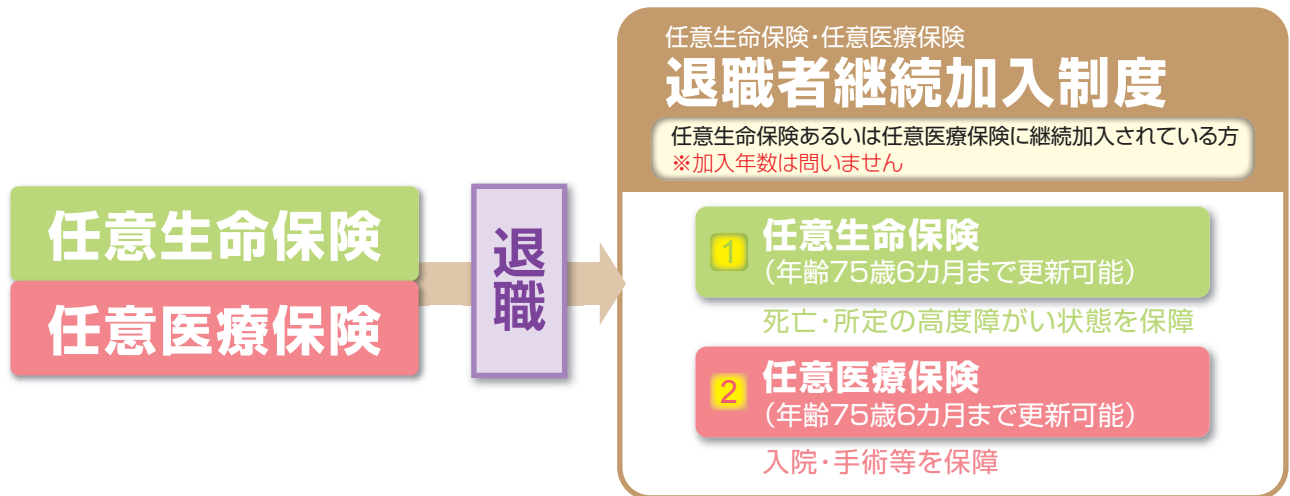 任意生命保険
任意医療保険
退職
任意生命保険・任意医療保険
退職者継続加入制度
任意生命保険あるいは任意医療保険に継続加入されている方
※加入年数は問いません
1 任意生命保険
（年齢75歳6カ月まで更新可能）
死亡・所定の高度障がい状態を保障
2 任意医療保険
（年齢75歳6カ月まで更新可能）
入院・手術等を保障